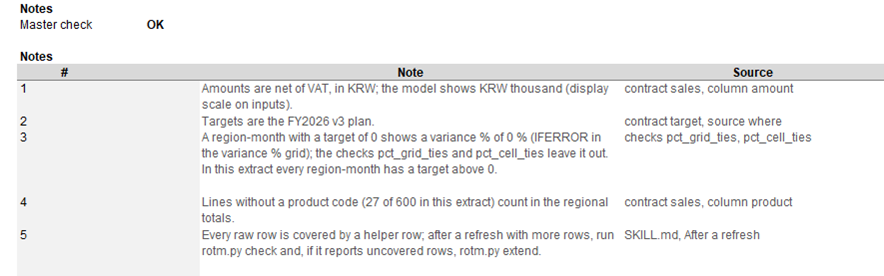 Notes
Master check OK
Notes
# Note Source
1 Amounts are net of VAT, in KRW; the model shows KRW thousand (display contract sales, column amount
scale on inputs).
2 Targets are the FY2026 v3 plan. contract target, source where
3 A region-month with a target of 0 shows a variance % of 0 % (IFERROR in checks pct_grid_ties, pct_cell_ties
the variance % grid); the checks pct_grid_ties and pct_cell_ties leave it out.
In this extract every region-month has a target above 0.
4 Lines without a product code (27 of 600 in this extract) count in the regional contract sales, column product
totals.
5 Every raw row is covered by a helper row; after a refresh with more rows, run SKILL.md, After a refresh
rotm.py check and, if it reports uncovered rows, rotm.py extend.